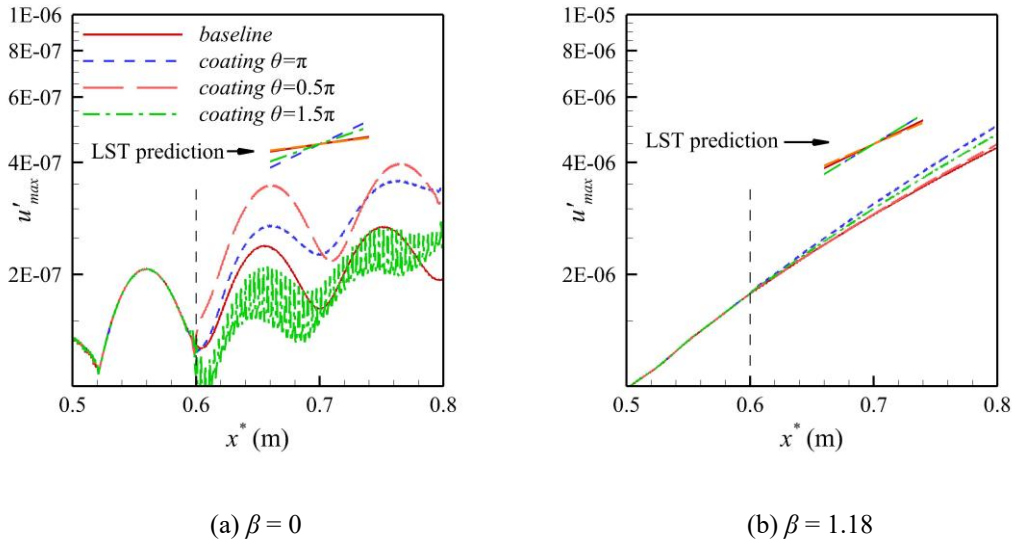 1E-06
8E-07
6E-07
4E-07
2E-07
u'max
baseline
coating θ=π
coating θ=0.5π
coating θ=1.5π
LST prediction
0.5 0.6 0.7 0.8
x* (m)
(a) β = 0
1E-05
8E-06
6E-06
4E-06
2E-06
u'max
LST prediction
0.5 0.6 0.7 0.8
x* (m)
(b) β = 1.18